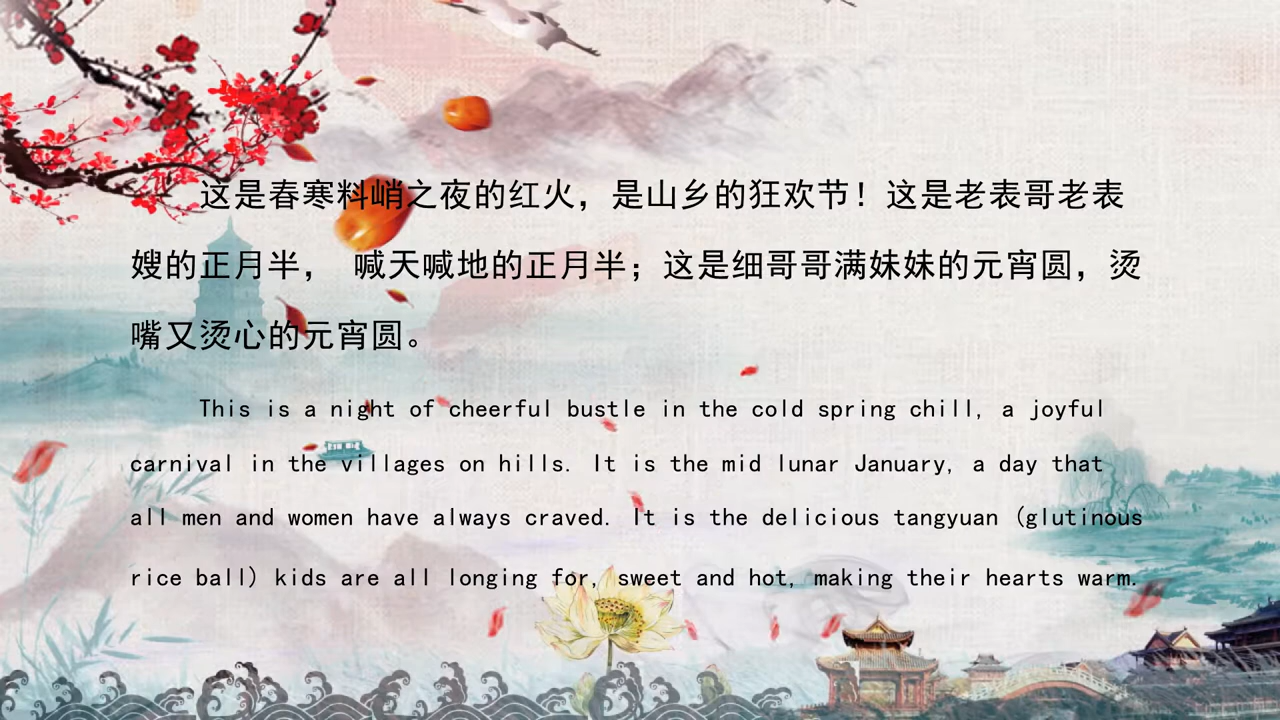 这是春寒料峭之夜的红火，是山乡的狂欢节！这是老表哥老表
嫂的正月半， 喊天喊地的正月半；这是细哥哥满妹妹的元宵圆，烫
嘴又烫心的元宵圆。
This is a night of cheerful bustle in the cold spring chill, a joyful
carnival in the villages on hills. It is the mid lunar January, a day that
all men and women have always craved. It is the delicious tangyuan (glutinous
rice ball) kids are all longing for, sweet and hot, making their hearts warm.